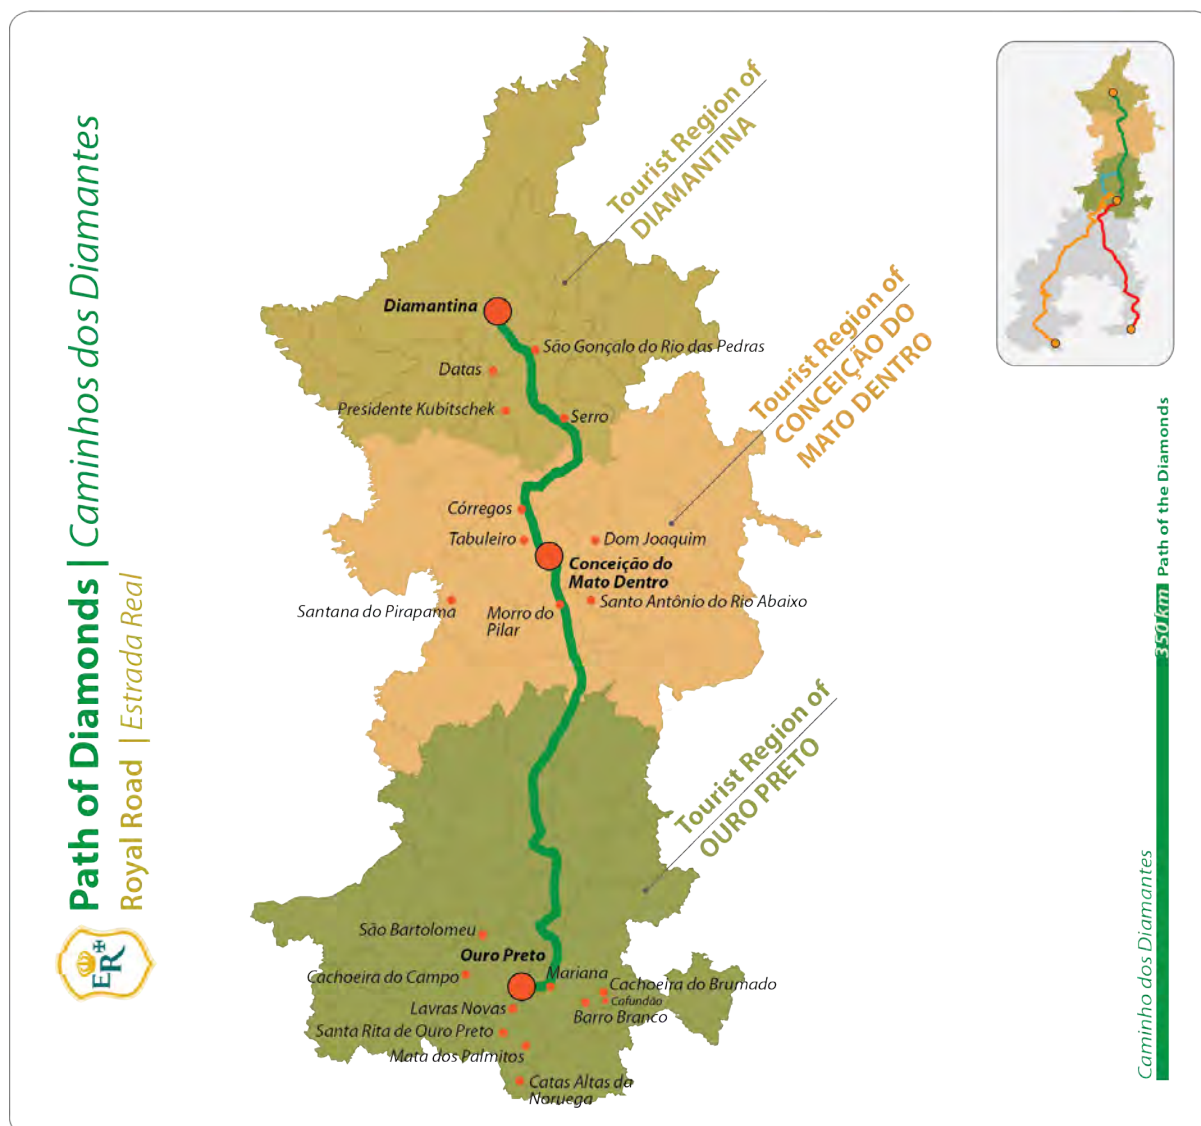 Path of Diamonds | Caminhos dos Diamantes
Royal Road | Estrada Real
ER
Tourist Region of
DIAMANTINA
Diamantina
São Gonçalo do Rio das Pedras
Datas
Presidente Kubitschek
Serro
Tourist Region of
CONCEIÇÃO DO
MATO DENTRO
Córregos
Tabuleiro
Dom Joaquim
Conceição do
Mato Dentro
Santana do Pirapama
Morro do
Pilar
Santo Antônio do Rio Abaixo
Tourist Region of
OURO PRETO
São Bartolomeu
Ouro Preto
Mariana
Cachoeira do Campo
Cachoeira do Brumado
Cafundão
Lavras Novas
Barro Branco
Santa Rita de Ouro Preto
Mata dos Palmitos
Catas Altas da
Noruega
Caminho dos Diamantes
350 km
Path of the Diamonds